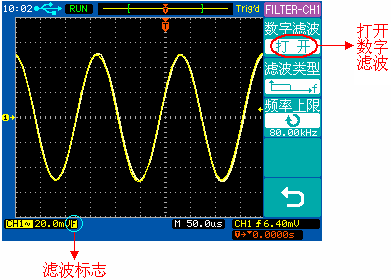 10:02 RUN Trig'd FILTER-CH1
T
数字滤波
打开
滤波类型
f
频率上限
80.00kHz
1
CH1 20.0mV F M 50.0us CH1 f 6.40mV
T 0.0000s
打开
数字
滤波
滤波标志